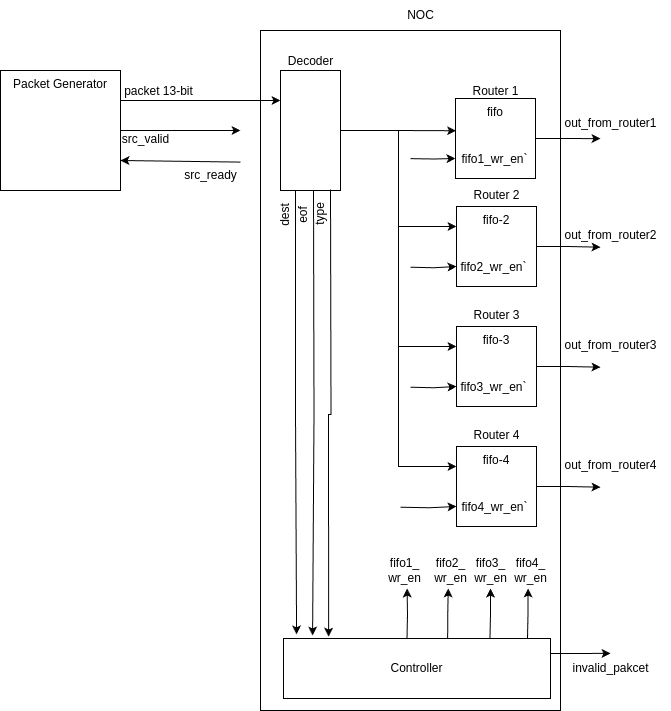 NOC
Decoder
Packet Generator
packet 13-bit
src_valid
src_ready
dest
eof
type
Router 1
fifo
fifo1_wr_en`
out_from_router1
Router 2
fifo-2
fifo2_wr_en`
out_from_router2
Router 3
fifo-3
fifo3_wr_en`
out_from_router3
Router 4
fifo-4
fifo4_wr_en`
out_from_router4
fifo1_
wr_en
fifo2_
wr_en
fifo3_
wr_en
fifo4_
wr_en
Controller
invalid_pakcet